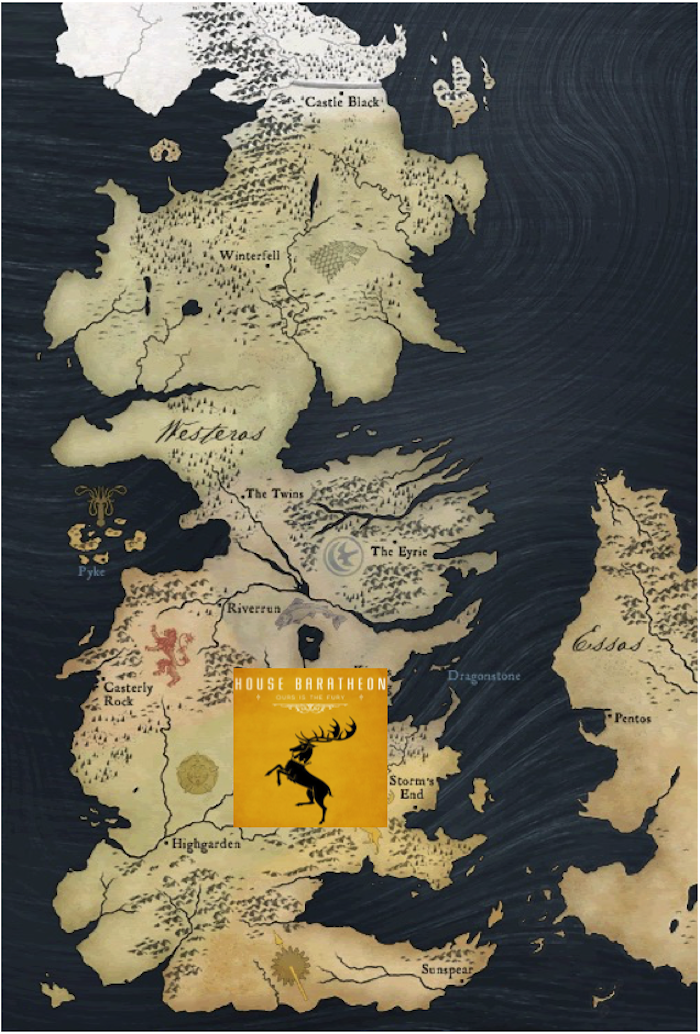 Castle Black
Winterfell
Westeros
The Twins
The Eyrie
Pyke
Riverrun
Essos
Dragonstone
HOUSE BARATHEON
OURS IS THE FURY
Casterly
Rock
Pentos
Storm's
End
Highgarden
Sunspear